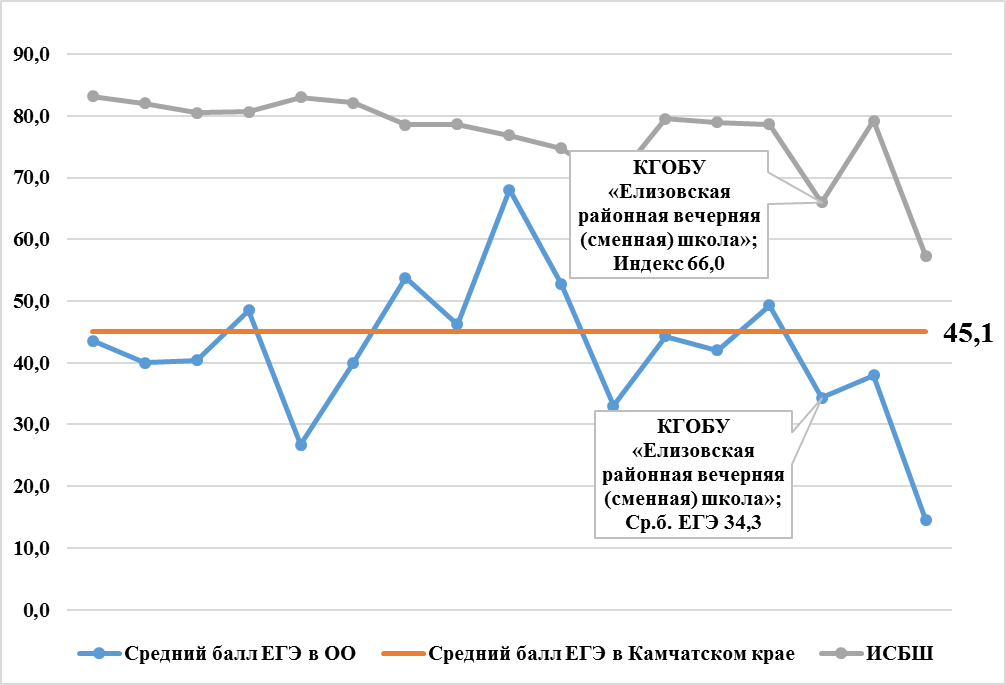 90,0
80,0
70,0
60,0
50,0
40,0
30,0
20,0
10,0
0,0
КГОБУ
«Елизовская
районная вечерняя
(сменная) школа»;
Индекс 66,0
45,1
КГОБУ
«Елизовская
районная вечерняя
(сменная) школа»;
Ср.б. ЕГЭ 34,3
Средний балл ЕГЭ в ОО Средний балл ЕГЭ в Камчатском крае ИСБШ